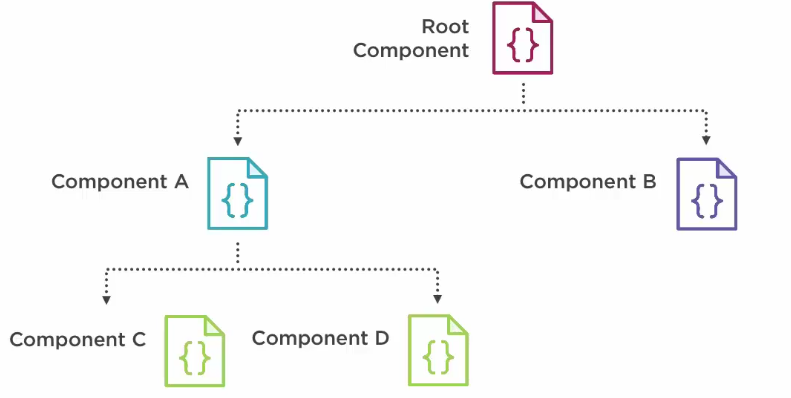 Root
Component
{}
Component A
{}
Component B
{}
Component C
{}
Component D
{}